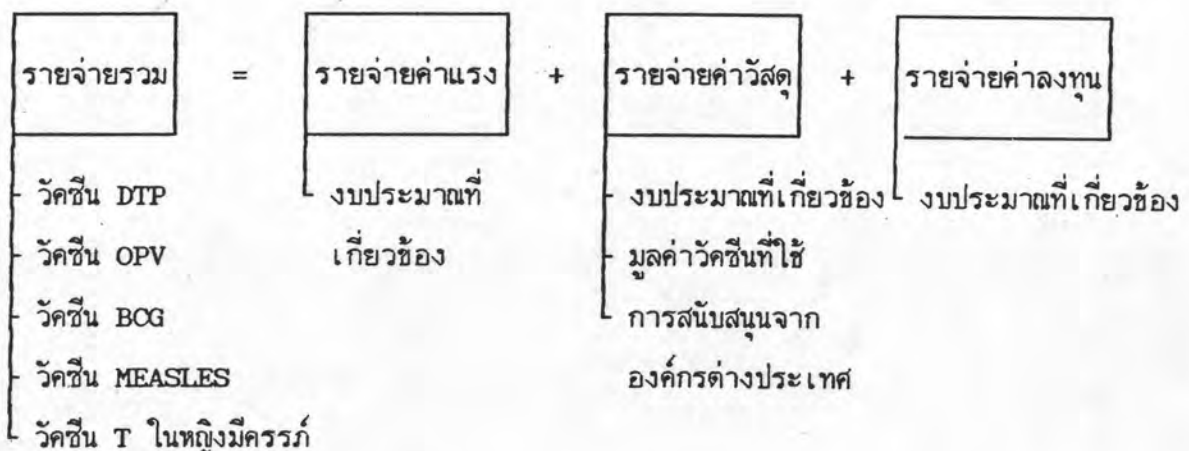 รายจ่ายรวม = รายจ่ายค่าแรง + รายจ่ายค่าวัสดุ + รายจ่ายค่าลงทุน
วัคซีน DTP งบประมาณที่ งบประมาณที่เกี่ยวข้อง งบประมาณที่เกี่ยวข้อง
วัคซีน OPV เกี่ยวข้อง มูลค่าวัคซีนที่ใช้
วัคซีน BCG การสนับสนุนจาก
วัคซีน MEASLES องค์กรต่างประเทศ
วัคซีน T ในหญิงมีครรภ์